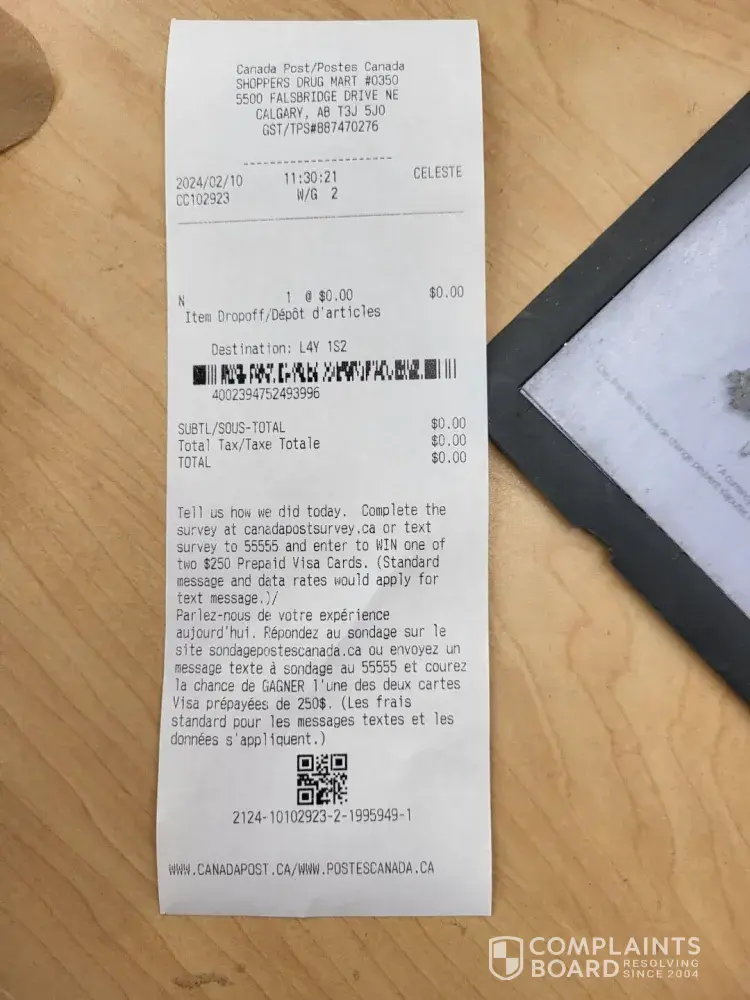 Canada Post/Postes Canada
SHOPPERS DRUG MART #0350
5500 FALSBRIDGE DRIVE NE
CALGARY, AB T3J 5J0
GST/TPS#887470276
--------------------
2024/02/10 11:30:21 CELESTE
CC102923 W/G 2
N 1 @ $0.00 $0.00
Item Dropoff/Dépôt d'articles
Destination: L4Y 1S2
4002394752493996
SUBTL/SOUS-TOTAL $0.00
Total Tax/Taxe Totale $0.00
TOTAL $0.00
Tell us how we did today. Complete the
survey at canadapostsurvey.ca or text
survey to 55555 and enter to WIN one of
two $250 Prepaid Visa Cards. (Standard
message and data rates would apply for
text message.)/
Parlez-nous de votre expérience
aujourd'hui. Répondez au sondage sur le
site sondagepostescanada.ca ou envoyez un
message texte à sondage au 55555 et courez
la chance de GAGNER l'une des deux cartes
Visa prépayées de 250$. (Les frais
standard pour les messages textes et les
données s'appliquent.)
2124-10102923-2-1995949-1
WWW.CANADAPOST.CA/WWW.POSTESCANADA.CA
COMPLAINTS
BOARD RESOLVING
SINCE 2004